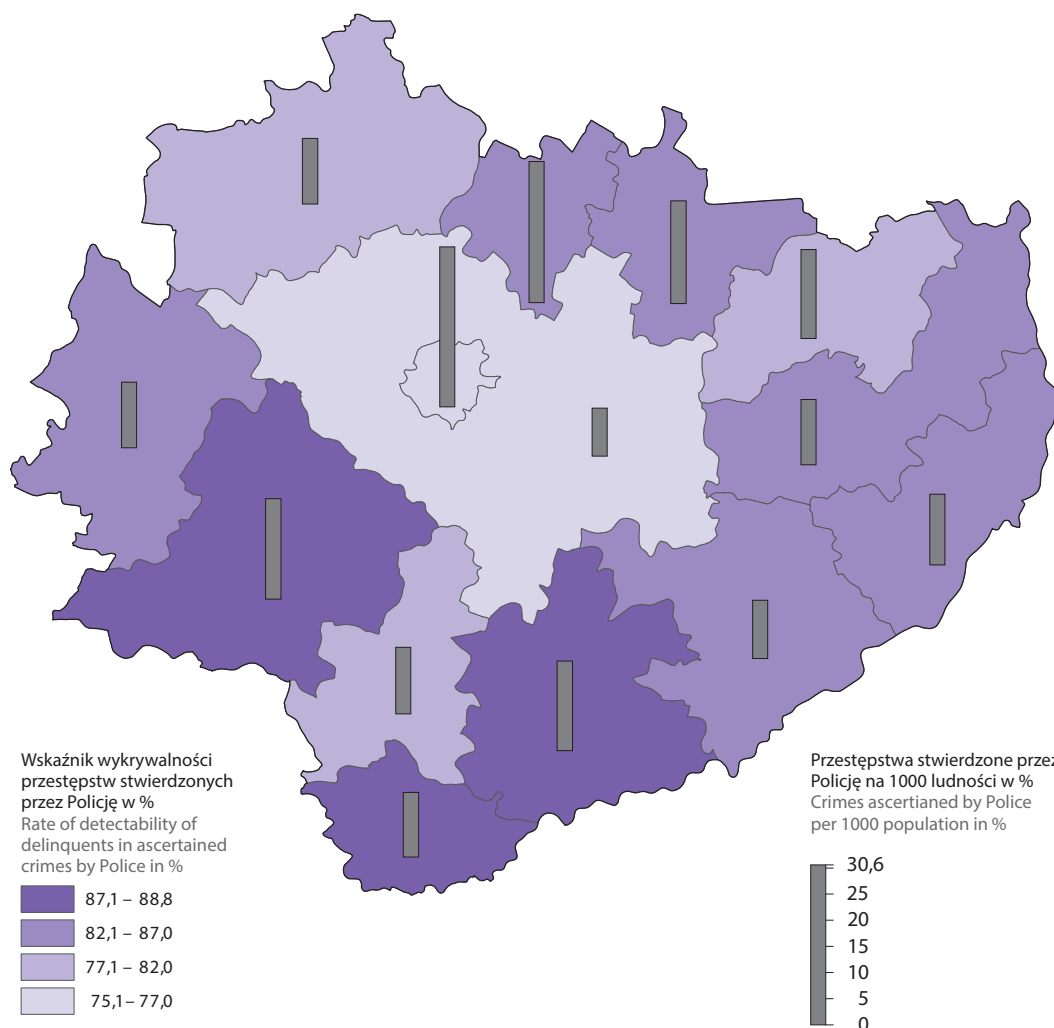 Wskaźnik wykrywalności
przestępstw stwierdzonych
przez Policję w %
Rate of detectability of
delinquents in ascertained
crimes by Police in %
87,1 – 88,8
82,1 – 87,0
77,1 – 82,0
75,1 – 77,0
Przestępstwa stwierdzone przez
Policję na 1000 ludności w %
Crimes ascertianed by Police
per 1000 population in %
30,6
25
20
15
10
5
0